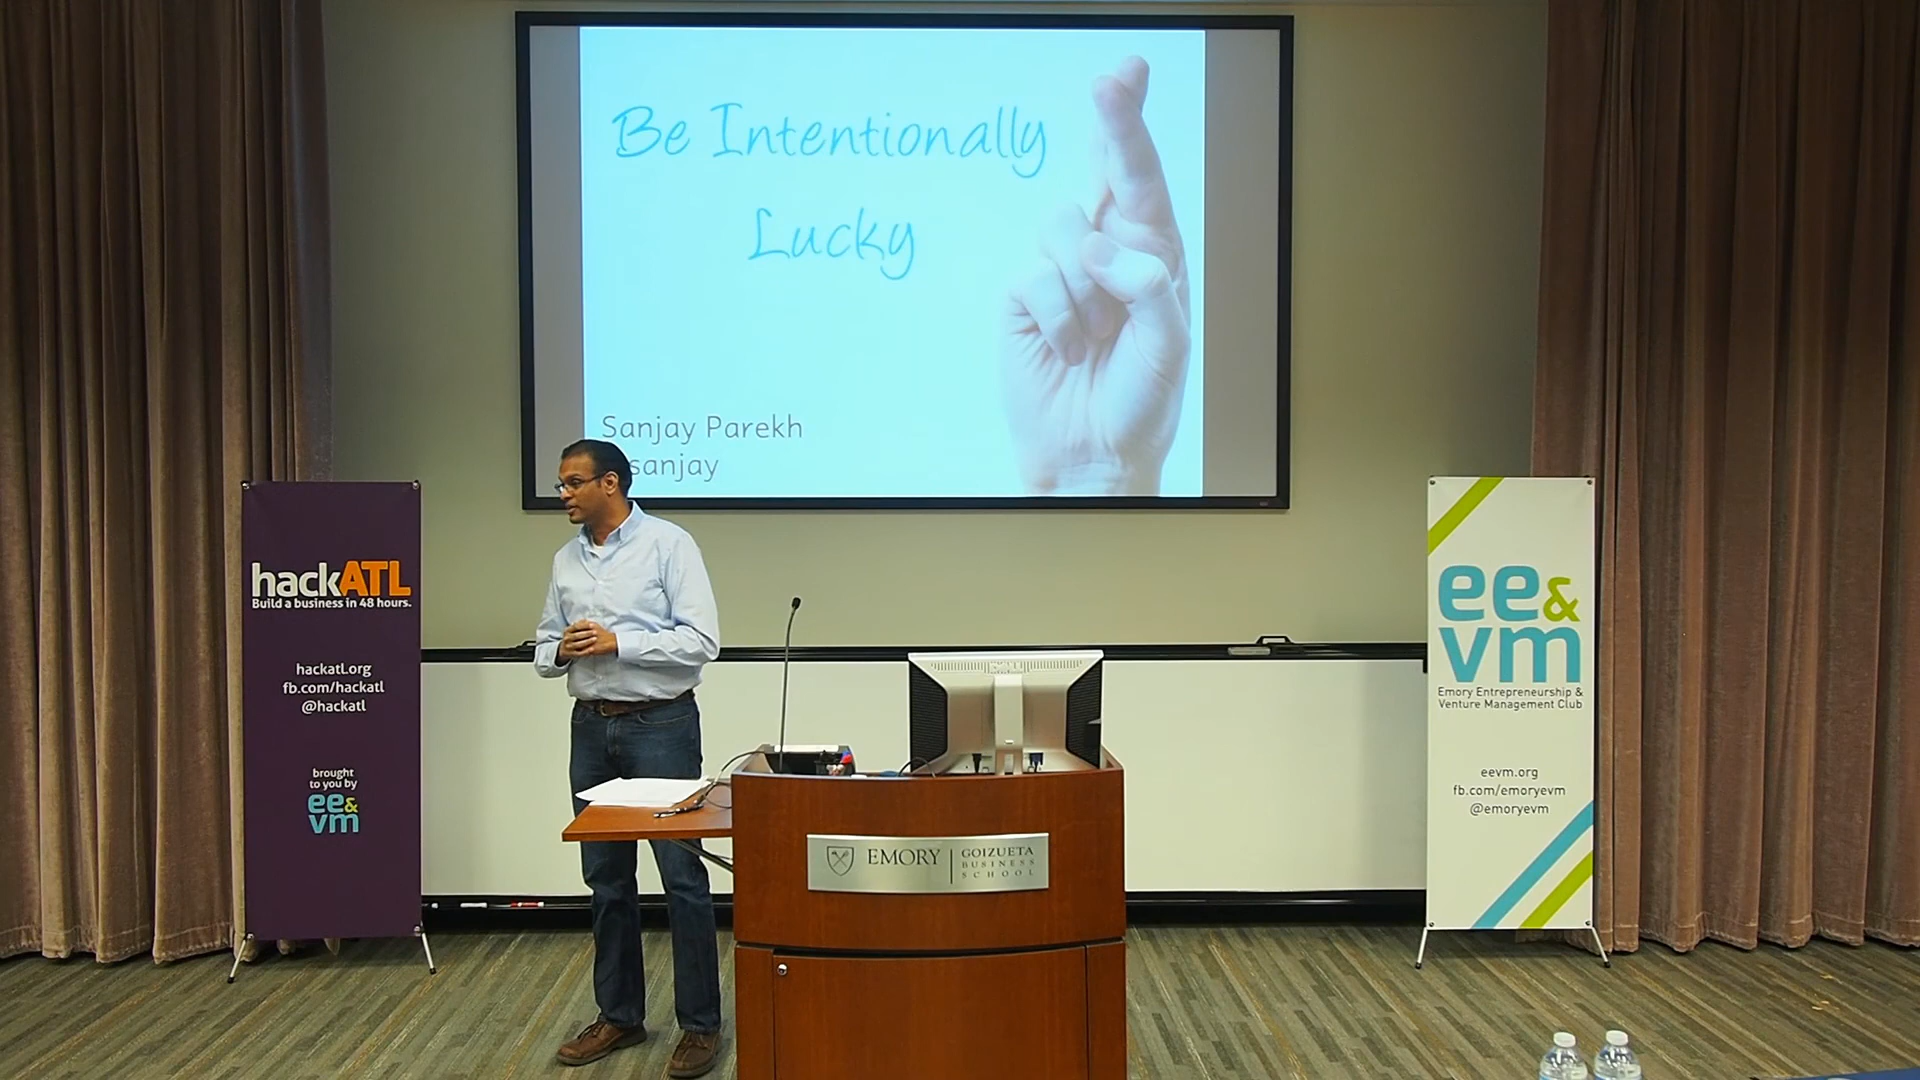 Be Intentionally
Lucky
Sanjay Parekh
sanjay
hackATL
Build a business in 48 hours.
hackatl.org
fb.com/hackatl
@hackatl
brought
to you by
ee&
vm
EMORY
GOIZUETA
BUSINESS
SCHOOL
ee&
vm
Emory Entrepreneurship &
Venture Management Club
eevm.org
fb.com/emoryevm
@emoryevm